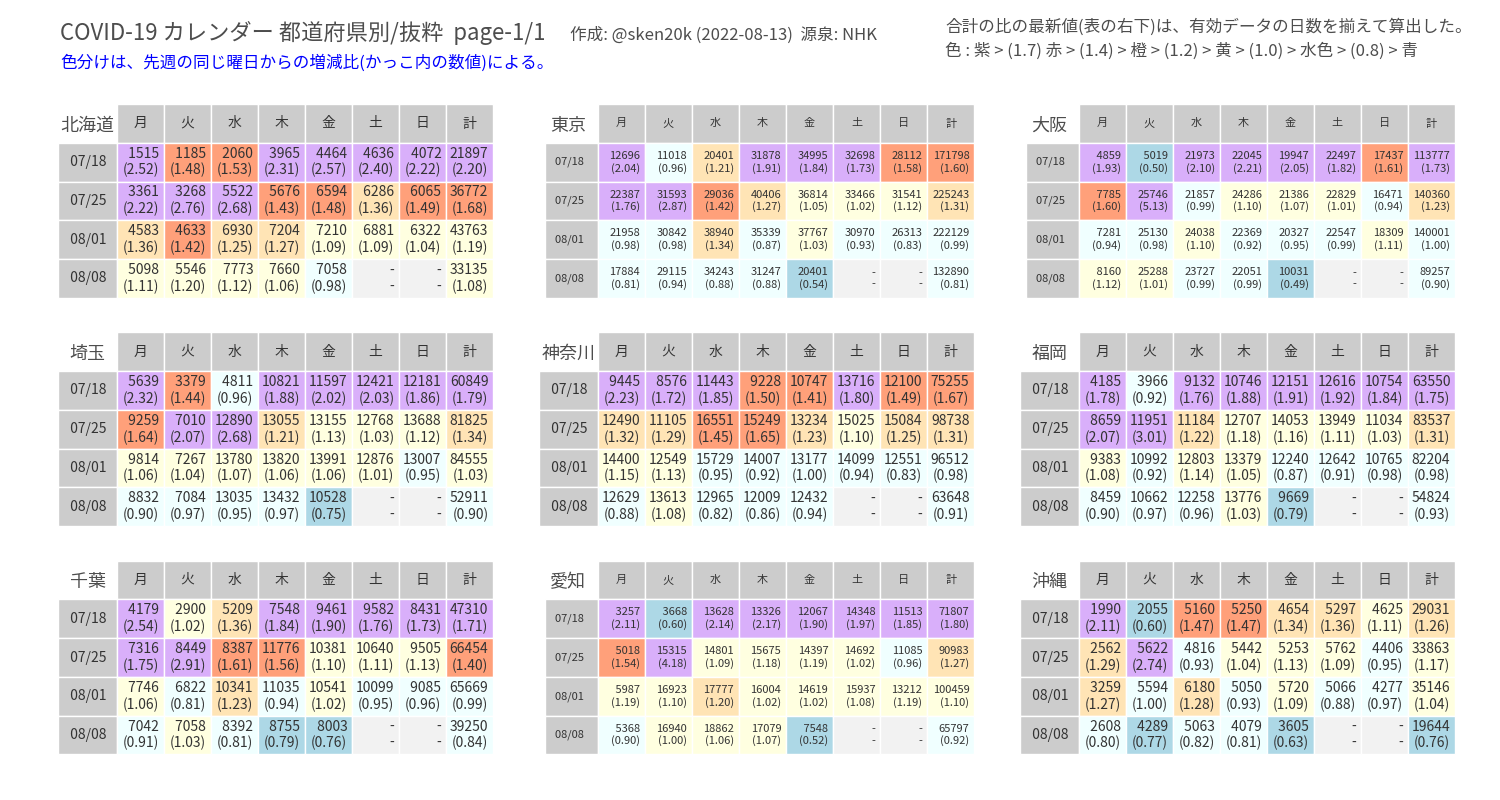 COVID-19 カレンダー 都道府県別/抜粋 page-1/1 作成: @sken20k (2022-08-13) 源泉: NHK
合計の比の最新値(表の右下)は、有効データの日数を揃えて算出した。
色 : 紫 > (1.7) 赤 > (1.4) > 橙 > (1.2) > 黄 > (1.0) > 水色 > (0.8) > 青
色分けは、先週の同じ曜日からの増減比(かっこ内の数値)による。
北海道 月 火 水 木 金 土 日 計
07/18 1515 1185 2060 3965 4464 4636 4072 21897
(2.52) (1.48) (1.53) (2.31) (2.57) (2.40) (2.22) (2.20)
07/25 3361 3268 5522 5676 6594 6286 6065 36772
(2.22) (2.76) (2.68) (1.43) (1.48) (1.36) (1.49) (1.68)
08/01 4583 4633 6930 7204 7210 6881 6322 43763
(1.36) (1.42) (1.25) (1.27) (1.09) (1.09) (1.04) (1.19)
08/08 5098 5546 7773 7660 7058 - - 33135
(1.11) (1.20) (1.12) (1.06) (0.98) - - (1.08)
東京 月 火 水 木 金 土 日 計
07/18 12696 11018 20401 31878 34995 32698 28112 171798
(2.04) (0.96) (1.21) (1.91) (1.84) (1.73) (1.58) (1.60)
07/25 22387 31593 29036 40406 36814 33466 31541 225243
(1.76) (2.87) (1.42) (1.27) (1.05) (1.02) (1.12) (1.31)
08/01 21958 30842 38940 35339 37767 30970 26313 222129
(0.98) (0.98) (1.34) (0.87) (1.03) (0.93) (0.83) (0.99)
08/08 17884 29115 34243 31247 20401 - - 132890
(0.81) (0.94) (0.88) (0.88) (0.54) - - (0.81)
大阪 月 火 水 木 金 土 日 計
07/18 4859 5019 21973 22045 19947 22497 17437 113777
(1.93) (0.50) (2.10) (2.21) (2.05) (1.82) (1.61) (1.73)
07/25 7785 25746 21857 24286 21386 22829 16471 140360
(1.60) (5.13) (0.99) (1.10) (1.07) (1.01) (0.94) (1.23)
08/01 7281 25130 24038 22369 20327 22547 18309 140001
(0.94) (0.98) (1.10) (0.92) (0.95) (0.99) (1.11) (1.00)
08/08 8160 25288 23727 22051 10031 - - 89257
(1.12) (1.01) (0.99) (0.99) (0.49) - - (0.90)
埼玉 月 火 水 木 金 土 日 計
07/18 5639 3379 4811 10821 11597 12421 12181 60849
(2.32) (1.44) (0.96) (1.88) (2.02) (2.03) (1.86) (1.79)
07/25 9259 7010 12890 13055 13155 12768 13688 81825
(1.64) (2.07) (2.68) (1.21) (1.13) (1.03) (1.12) (1.34)
08/01 9814 7267 13780 13820 13991 12876 13007 84555
(1.06) (1.04) (1.07) (1.06) (1.06) (1.01) (0.95) (1.03)
08/08 8832 7084 13035 13432 10528 - - 52911
(0.90) (0.97) (0.95) (0.97) (0.75) - - (0.90)
神奈川 月 火 水 木 金 土 日 計
07/18 9445 8576 11443 9228 10747 13716 12100 75255
(2.23) (1.72) (1.85) (1.50) (1.41) (1.80) (1.49) (1.67)
07/25 12490 11105 16551 15249 13234 15025 15084 98738
(1.32) (1.29) (1.45) (1.65) (1.23) (1.10) (1.25) (1.31)
08/01 14400 12549 15729 14007 13177 14099 12551 96512
(1.15) (1.13) (0.95) (0.92) (1.00) (0.94) (0.83) (0.98)
08/08 12629 13613 12965 12009 12432 - - 63648
(0.88) (1.08) (0.82) (0.86) (0.94) - - (0.91)
福岡 月 火 水 木 金 土 日 計
07/18 4185 3966 9132 10746 12151 12616 10754 63550
(1.78) (0.92) (1.76) (1.88) (1.91) (1.92) (1.84) (1.75)
07/25 8659 11951 11184 12707 14053 13949 11034 83537
(2.07) (3.01) (1.22) (1.18) (1.16) (1.11) (1.03) (1.31)
08/01 9383 10992 12803 13379 12240 12642 10765 82204
(1.08) (0.92) (1.14) (1.05) (0.87) (0.91) (0.98) (0.98)
08/08 8459 10662 12258 13776 9669 - - 54824
(0.90) (0.97) (0.96) (1.03) (0.79) - - (0.93)
千葉 月 火 水 木 金 土 日 計
07/18 4179 2900 5209 7548 9461 9582 8431 47310
(2.54) (1.02) (1.36) (1.84) (1.90) (1.76) (1.73) (1.71)
07/25 7316 8449 8387 11776 10381 10640 9505 66454
(1.75) (2.91) (1.61) (1.56) (1.10) (1.11) (1.13) (1.40)
08/01 7746 6822 10341 11035 10541 10099 9085 65669
(1.06) (0.81) (1.23) (0.94) (1.02) (0.95) (0.96) (0.99)
08/08 7042 7058 8392 8755 8003 - - 39250
(0.91) (1.03) (0.81) (0.79) (0.76) - - (0.84)
愛知 月 火 水 木 金 土 日 計
07/18 3257 3668 13628 13326 12067 14348 11513 71807
(2.11) (0.60) (2.14) (2.17) (1.90) (1.97) (1.85) (1.80)
07/25 5018 15315 14801 15675 14397 14692 11085 90983
(1.54) (4.18) (1.09) (1.18) (1.19) (1.02) (0.96) (1.27)
08/01 5987 16923 17777 16004 14619 15937 13212 100459
(1.19) (1.10) (1.20) (1.02) (1.02) (1.08) (1.19) (1.10)
08/08 5368 16940 18862 17079 7548 - - 65797
(0.90) (1.00) (1.06) (1.07) (0.52) - - (0.92)
沖縄 月 火 水 木 金 土 日 計
07/18 1990 2055 5160 5250 4654 5297 4625 29031
(2.11) (0.60) (1.47) (1.47) (1.34) (1.36) (1.11) (1.26)
07/25 2562 5622 4816 5442 5253 5762 4406 33863
(1.29) (2.74) (0.93) (1.04) (1.13) (1.09) (0.95) (1.17)
08/01 3259 5594 6180 5050 5720 5066 4277 35146
(1.27) (1.00) (1.28) (0.93) (1.09) (0.88) (0.97) (1.04)
08/08 2608 4289 5063 4079 3605 - - 19644
(0.80) (0.77) (0.82) (0.81) (0.63) - - (0.76)